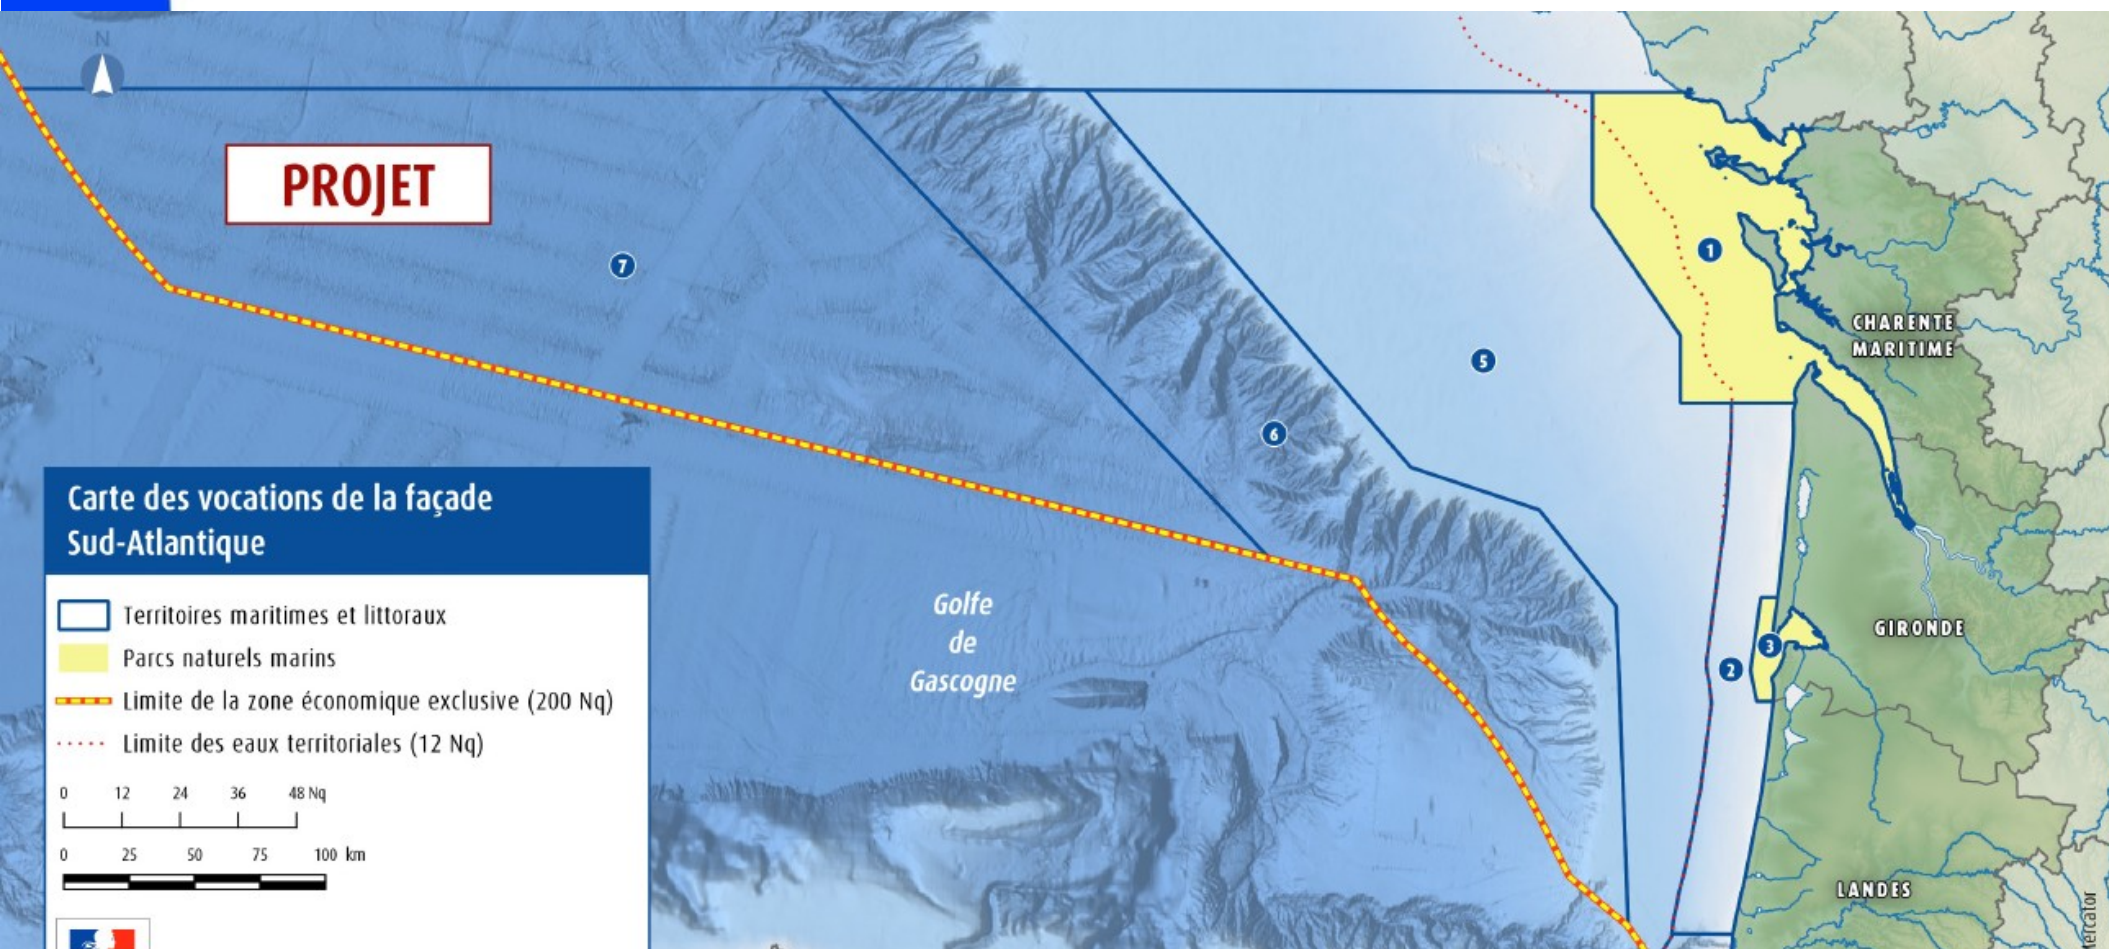 N
PROJET
7
1
5
6
CHARENTE
MARITIME
Carte des vocations de la façade
Sud-Atlantique
Territoires maritimes et littoraux
Parcs naturels marins
Limite de la zone économique exclusive (200 Nq)
Limite des eaux territoriales (12 Nq)
0 12 24 36 48 Nq
0 25 50 75 100 km
Golfe
de
Gascogne
GIRONDE
3
2
LANDES